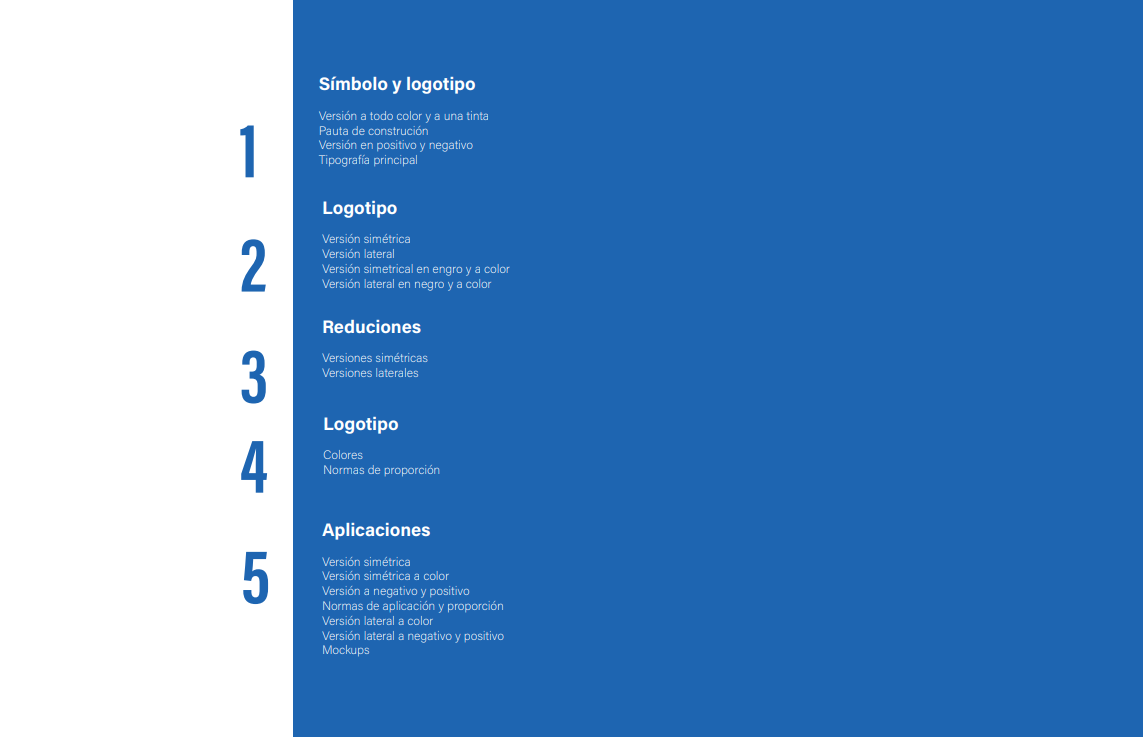 1
Símbolo y logotipo
Versión a todo color y a una tinta
Pauta de construción
Versión en positivo y negativo
Tipografía principal
2
Logotipo
Versión simétrica
Versión lateral
Versión simetrical en engro y a color
Versión lateral en negro y a color
3
Reduciones
Versiones simétricas
Versiones laterales
4
Logotipo
Colores
Normas de proporción
5
Aplicaciones
Versión simétrica
Versión simétrica a color
Versión a negativo y positivo
Normas de aplicación y proporción
Versión lateral a color
Versión lateral a negativo y positivo
Mockups